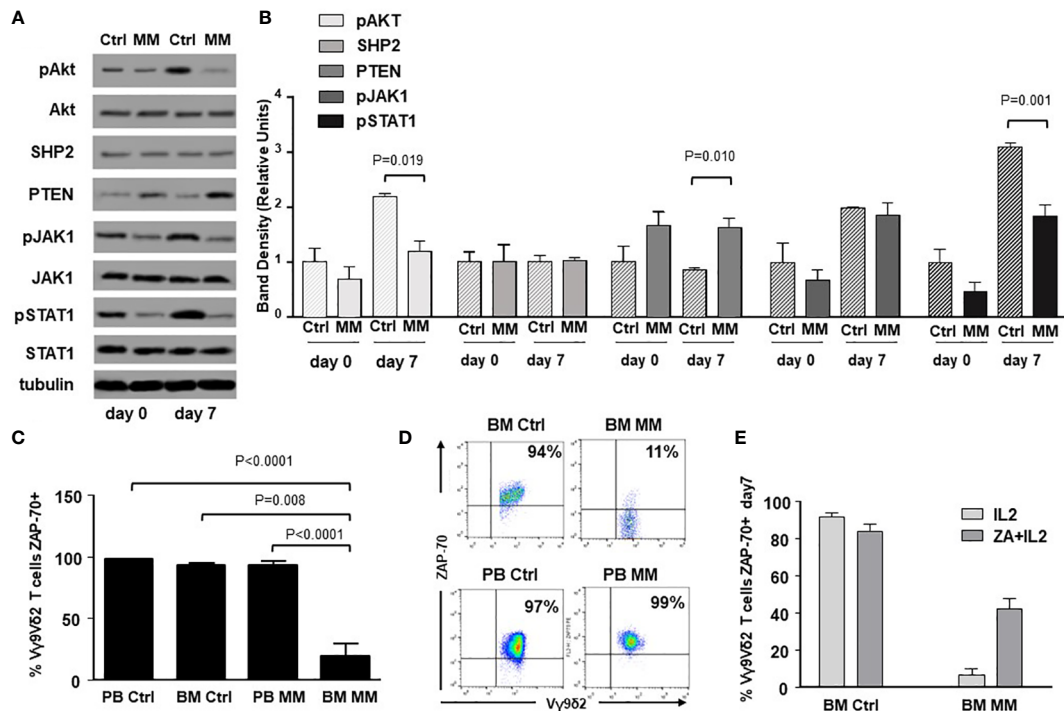 A
Ctrl MM Ctrl MM
pAkt
Akt
SHP2
PTEN
pJAK1
JAK1
pSTAT1
STAT1
tubulin
day 0 day 7
B
pAKT
SHP2
PTEN
pJAK1
pSTAT1
Band Density (Relative Units)
4
3
2
1
0
P=0.019
P=0.010
P=0.001
Ctrl MM Ctrl MM Ctrl MM Ctrl MM Ctrl MM Ctrl MM Ctrl MM Ctrl MM Ctrl MM Ctrl MM
day 0 day 7 day 0 day 7 day 0 day 7 day 0 day 7 day 0 day 7
C
P<0.0001
P=0.008
P<0.0001
% Vγ9Vδ2 T cells ZAP-70+
150
100
50
0
PB Ctrl BM Ctrl PB MM BM MM
D
BM Ctrl BM MM
94% 11%
ZAP-70
PB Ctrl PB MM
97% 99%
Vγ9δ2
E
% Vγ9Vδ2 T cells ZAP-70+ day7
IL2
ZA+IL2
100
80
60
40
20
0
BM Ctrl BM MM